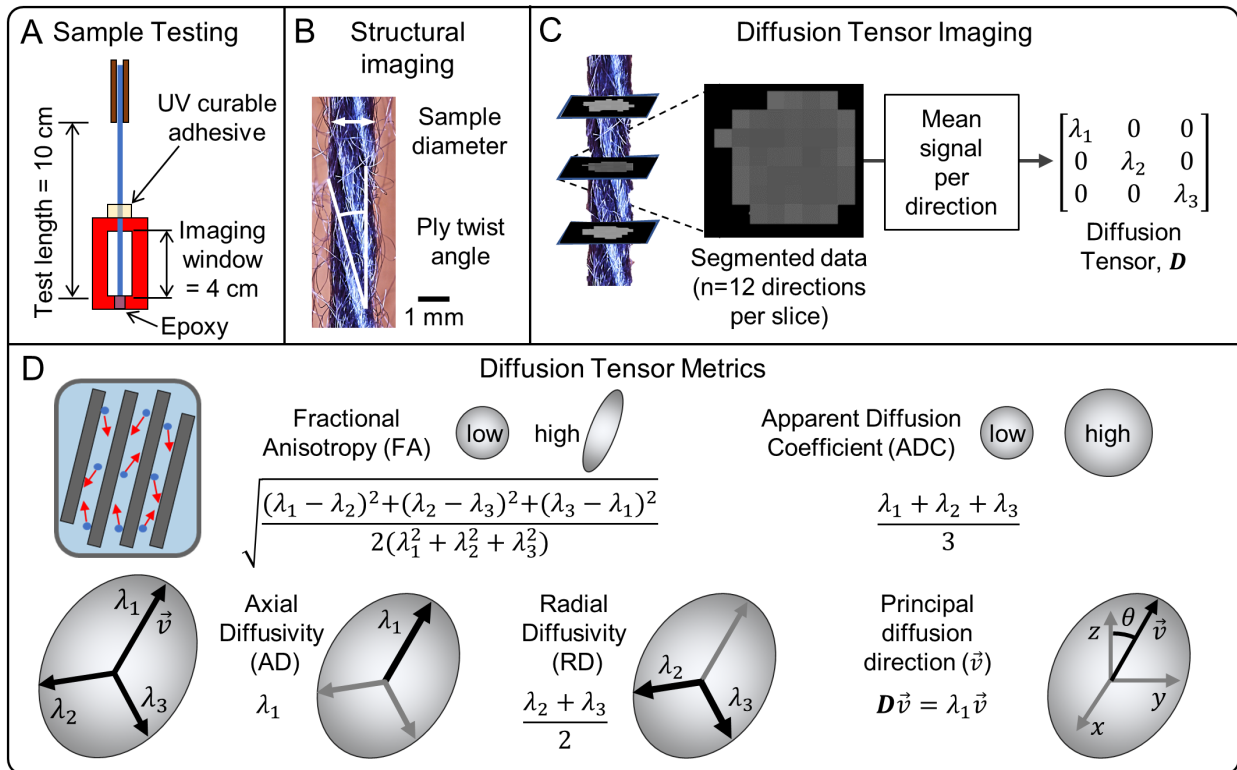 A Sample Testing
UV curable
adhesive
Test length = 10 cm
Imaging
window
= 4 cm
Epoxy
B Structural
imaging
Sample
diameter
Ply twist
angle
1 mm
C Diffusion Tensor Imaging
Segmented data
(n=12 directions
per slice)
Mean
signal
per
direction
[λ₁ 0 0
0 λ₂ 0
0 0 λ₃]
Diffusion
Tensor, D
D Diffusion Tensor Metrics
Fractional
Anisotropy (FA)
low high
√((λ₁ − λ₂)²+(λ₂ − λ₃)²+(λ₃ − λ₁)²
2(λ₁² + λ₂² + λ₃²))
Apparent Diffusion
Coefficient (ADC)
low high
λ₁ + λ₂ + λ₃
3
λ₁
v⃗
λ₂
λ₃
Axial
Diffusivity
(AD)
λ₁
λ₁
Radial
Diffusivity
(RD)
λ₂ + λ₃
2
λ₂
λ₃
Principal
diffusion
direction (v⃗)
Dv⃗ = λ₁v⃗
z θ v⃗
y
x